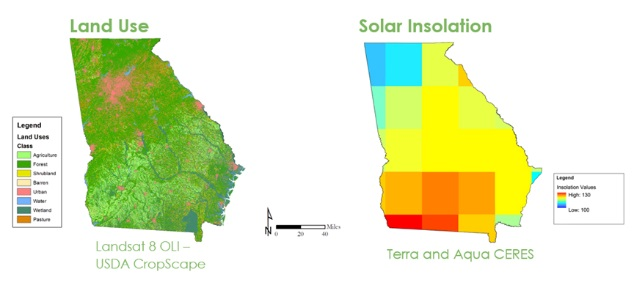 Land Use
Solar Insolation
Legend
Land Uses
Class
Agriculture
Forest
Shrubland
Barren
Urban
Water
Wetland
Pasture
Landsat 8 OLI –
USDA CropScape
N
Miles
0 20 40
Legend
Insolation Values
High: 130
Low: 100
Terra and Aqua CERES